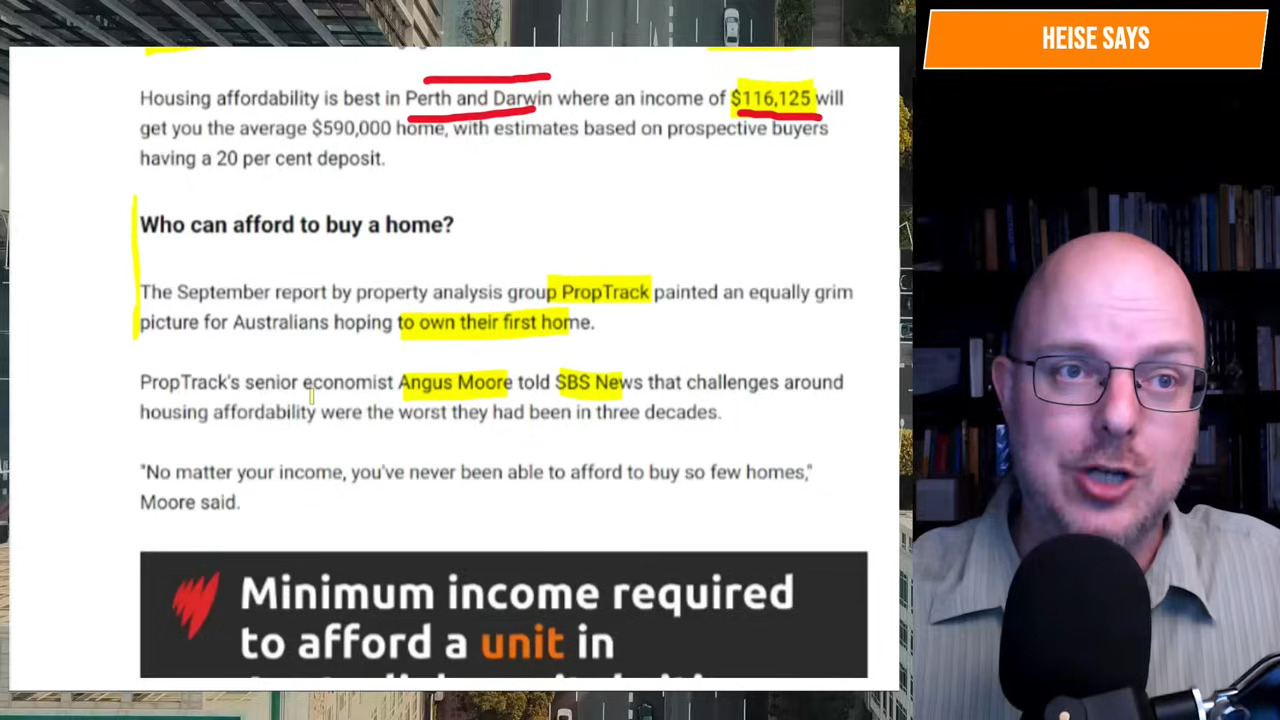 HEISE SAYS
Housing affordability is best in Perth and Darwin where an income of $116,125 will
get you the average $590,000 home, with estimates based on prospective buyers
having a 20 per cent deposit.
Who can afford to buy a home?
The September report by property analysis group PropTrack painted an equally grim
picture for Australians hoping to own their first home.
PropTrack's senior economist Angus Moore told SBS News that challenges around
housing affordability were the worst they had been in three decades.
"No matter your income, you've never been able to afford to buy so few homes,"
Moore said.
Minimum income required
to afford a unit in